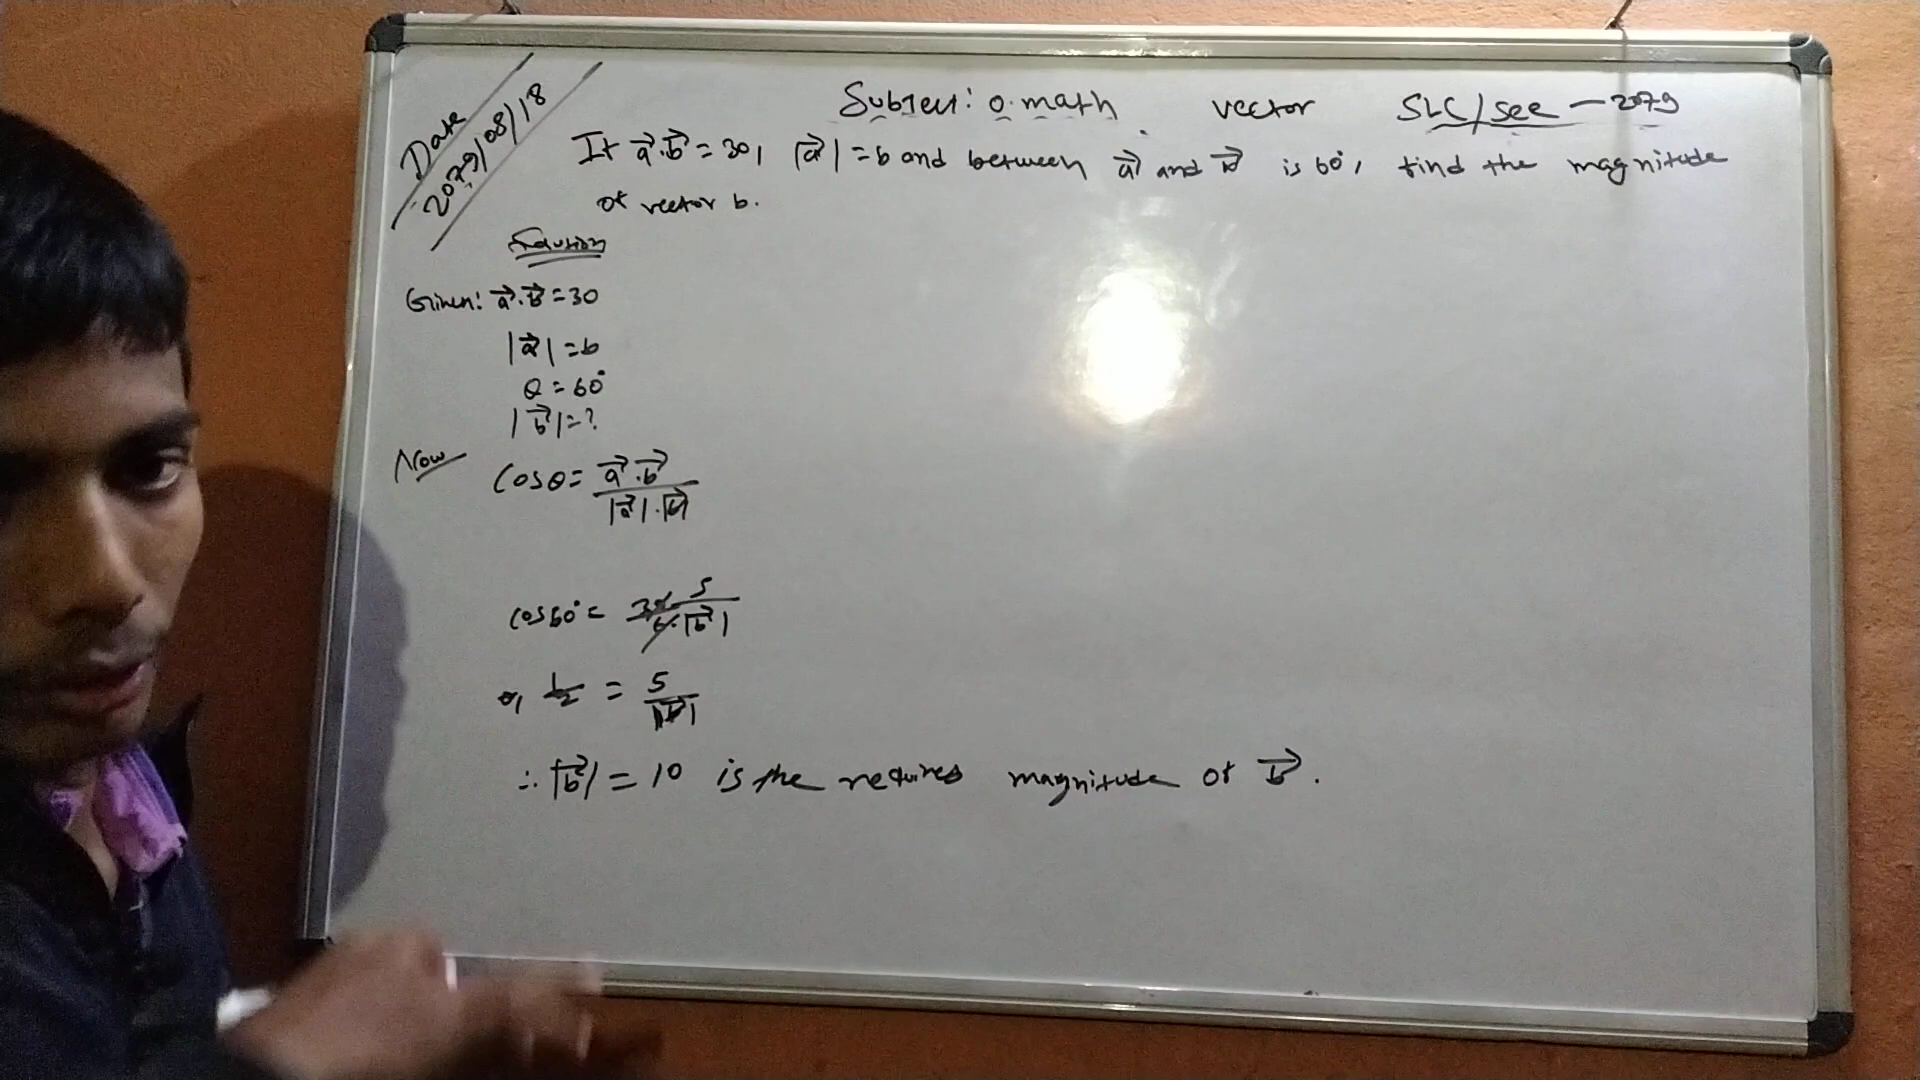 Date
2079/08/18
Subject: O.math vector SLC/SEE - 2079
If a⃗.b⃗ = 30, |a⃗| = 6 and between a⃗ and b⃗ is 60°, find the magnitude
of vector b.
Solution
Given: a⃗.b⃗ = 30
|a⃗| = 6
θ = 60°
|b⃗| = ?
Now
Cosθ = a⃗.b⃗ / |a⃗|.|b⃗|
cos60° = 30 5 / 6.|b⃗|
or, 1/2 = 5/|b⃗|
∴ |b⃗| = 10 is the required magnitude of b⃗.